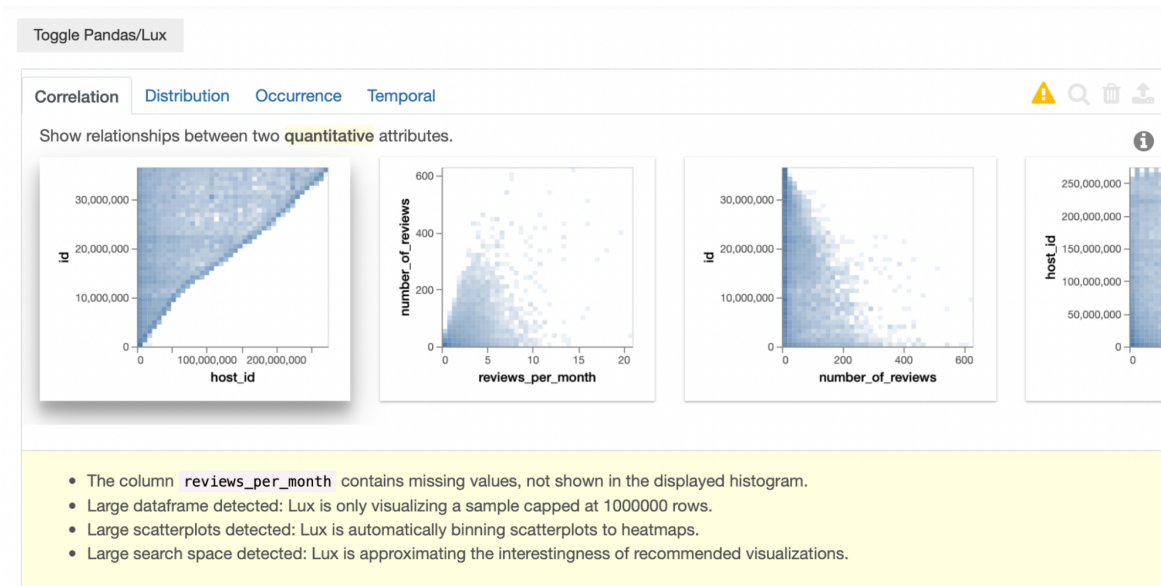 Toggle Pandas/Lux
Correlation Distribution Occurrence Temporal
Show relationships between two quantitative attributes.
30,000,000
20,000,000
10,000,000
0
id
0 100,000,000 200,000,000
host_id
600
400
200
0
number_of_reviews
0 5 10 15 20
reviews_per_month
30,000,000
20,000,000
10,000,000
0
id
0 200 400 600
number_of_reviews
250,000,000
200,000,000
150,000,000
100,000,000
50,000,000
0
host_id
0
• The column reviews_per_month contains missing values, not shown in the displayed histogram.
• Large dataframe detected: Lux is only visualizing a sample capped at 1000000 rows.
• Large scatterplots detected: Lux is automatically binning scatterplots to heatmaps.
• Large search space detected: Lux is approximating the interestingness of recommended visualizations.